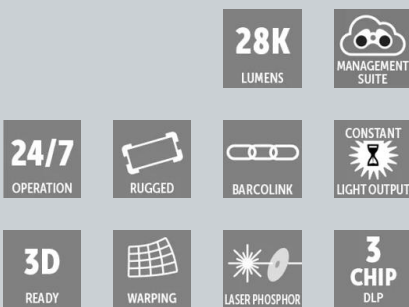 28K
LUMENS
MANAGEMENT
SUITE
24/7
OPERATION
RUGGED
BARCOLINK
CONSTANT
LIGHT OUTPUT
3D
READY
WARPING
LASER PHOSPHOR
3
CHIP
DLP